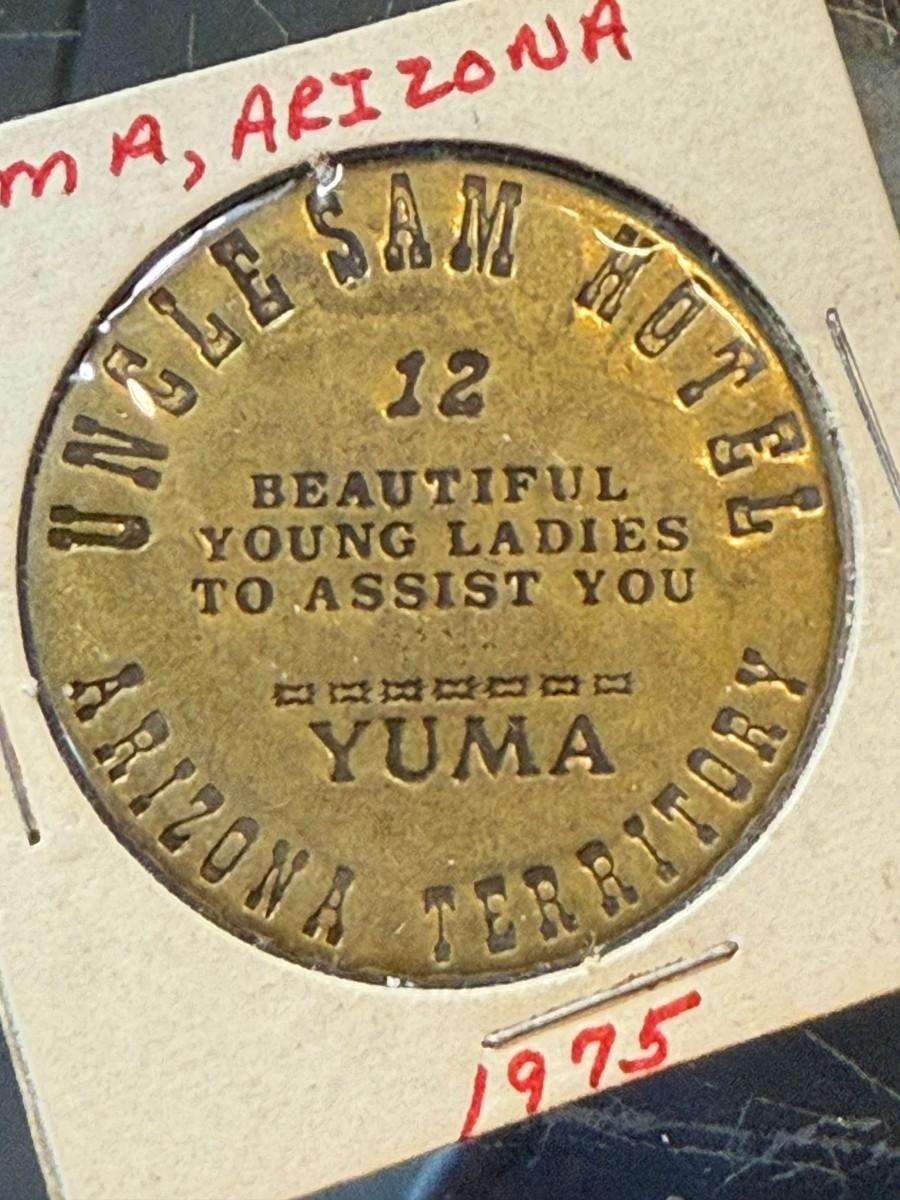 MA, ARIZONA
UNCLE SAM HOTEL
12
BEAUTIFUL
YOUNG LADIES
TO ASSIST YOU
YUMA
ARIZONA TERRITORY
1975